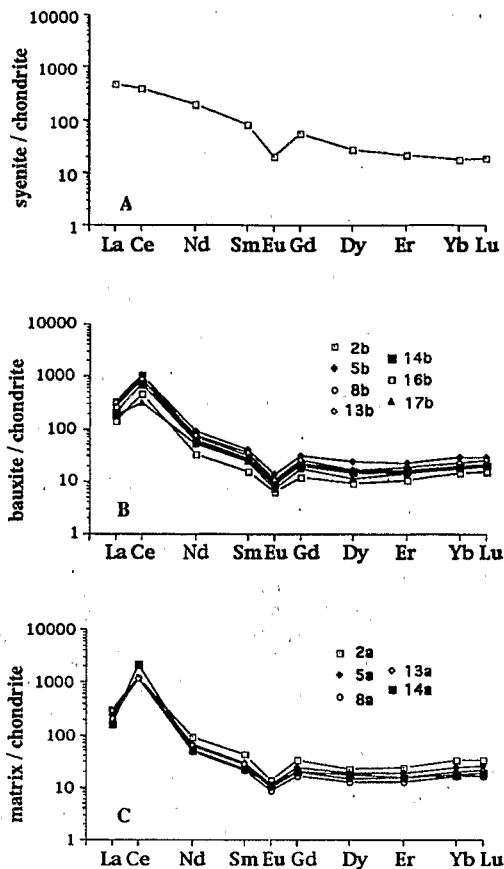 syenite / chondrite
10000
1000
100
10
1
A
La Ce Nd Sm Eu Gd Dy Er Yb Lu
bauxite / chondrite
10000
1000
100
10
1
B
2b
5b
8b
13b
14b
16b
17b
La Ce Nd Sm Eu Gd Dy Er Yb Lu
matrix / chondrite
10000
1000
100
10
1
C
2a
5a
8a
13a
14a
La Ce Nd Sm Eu Gd Dy Er Yb Lu